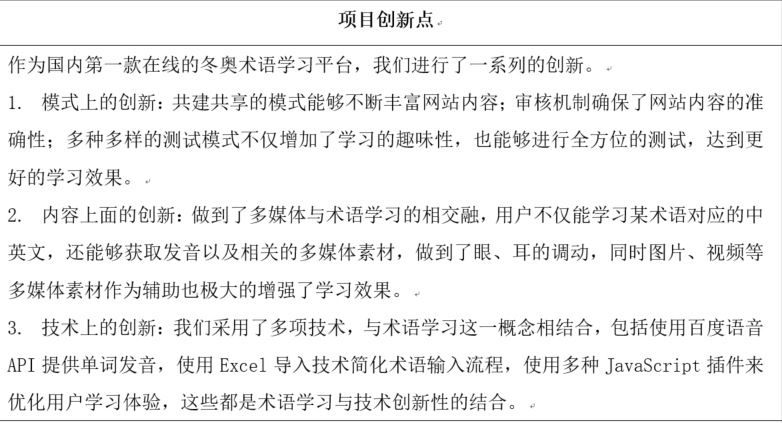 项目创新点
作为国内第一款在线的冬奥术语学习平台，我们进行了一系列的创新。
1. 模式上的创新：共建共享的模式能够不断丰富网站内容；审核机制确保了网站内容的准
确性；多种多样的测试模式不仅增加了学习的趣味性，也能够进行全方位的测试，达到更
好的学习效果。
2. 内容上面的创新：做到了多媒体与术语学习的相交融，用户不仅能学习某术语对应的中
英文，还能够获取发音以及相关的多媒体素材，做到了眼、耳的调动，同时图片、视频等
多媒体素材作为辅助也极大的增强了学习效果。
3. 技术上的创新：我们采用了多项技术，与术语学习这一概念相结合，包括使用百度语音
API 提供单词发音，使用 Excel 导入技术简化术语输入流程，使用多种 JavaScript 插件来
优化用户学习体验，这些都是术语学习与技术创新性的结合。